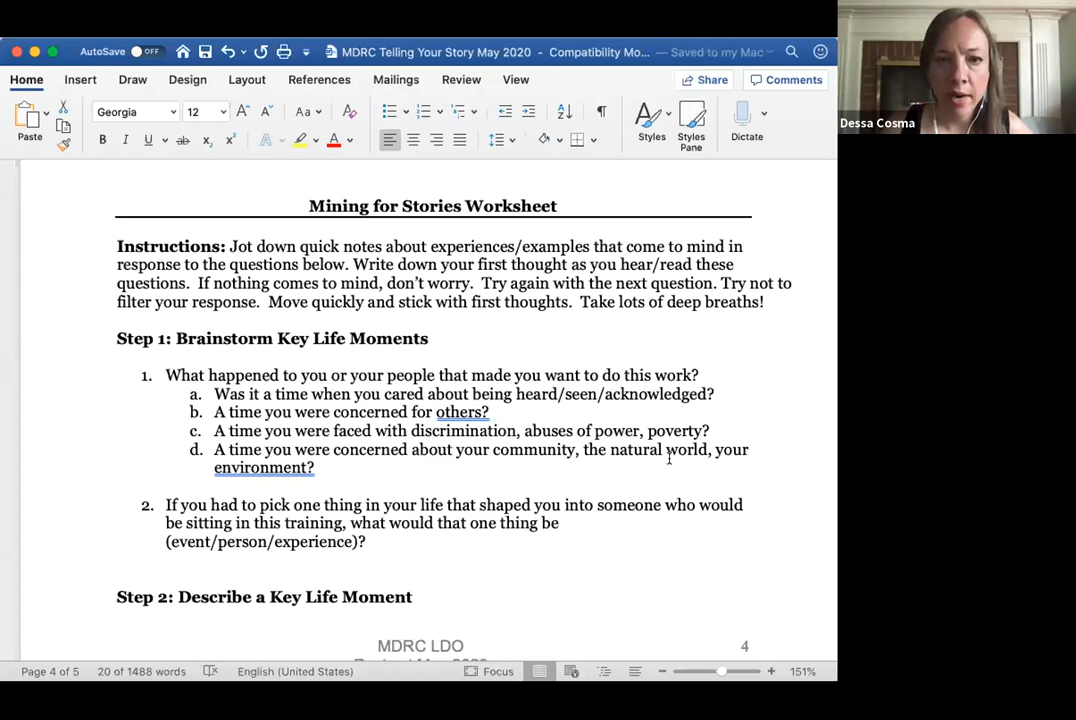 AutoSave OFF MDRC Telling Your Story May 2020 - Compatibility Mo... — Saved to my Mac
Home Insert Draw Design Layout References Mailings Review View Share Comments
Paste Georgia 12 Aa Styles Styles Pane Dictate
B I U ab x₂ x² A A
Dessa Cosma
Mining for Stories Worksheet
Instructions: Jot down quick notes about experiences/examples that come to mind in
response to the questions below. Write down your first thought as you hear/read these
questions. If nothing comes to mind, don't worry. Try again with the next question. Try not to
filter your response. Move quickly and stick with first thoughts. Take lots of deep breaths!
Step 1: Brainstorm Key Life Moments
1. What happened to you or your people that made you want to do this work?
a. Was it a time when you cared about being heard/seen/acknowledged?
b. A time you were concerned for others?
c. A time you were faced with discrimination, abuses of power, poverty?
d. A time you were concerned about your community, the natural world, your
environment?
2. If you had to pick one thing in your life that shaped you into someone who would
be sitting in this training, what would that one thing be
(event/person/experience)?
Step 2: Describe a Key Life Moment
MDRC LDO 4
Page 4 of 5 20 of 1488 words English (United States) Focus 151%